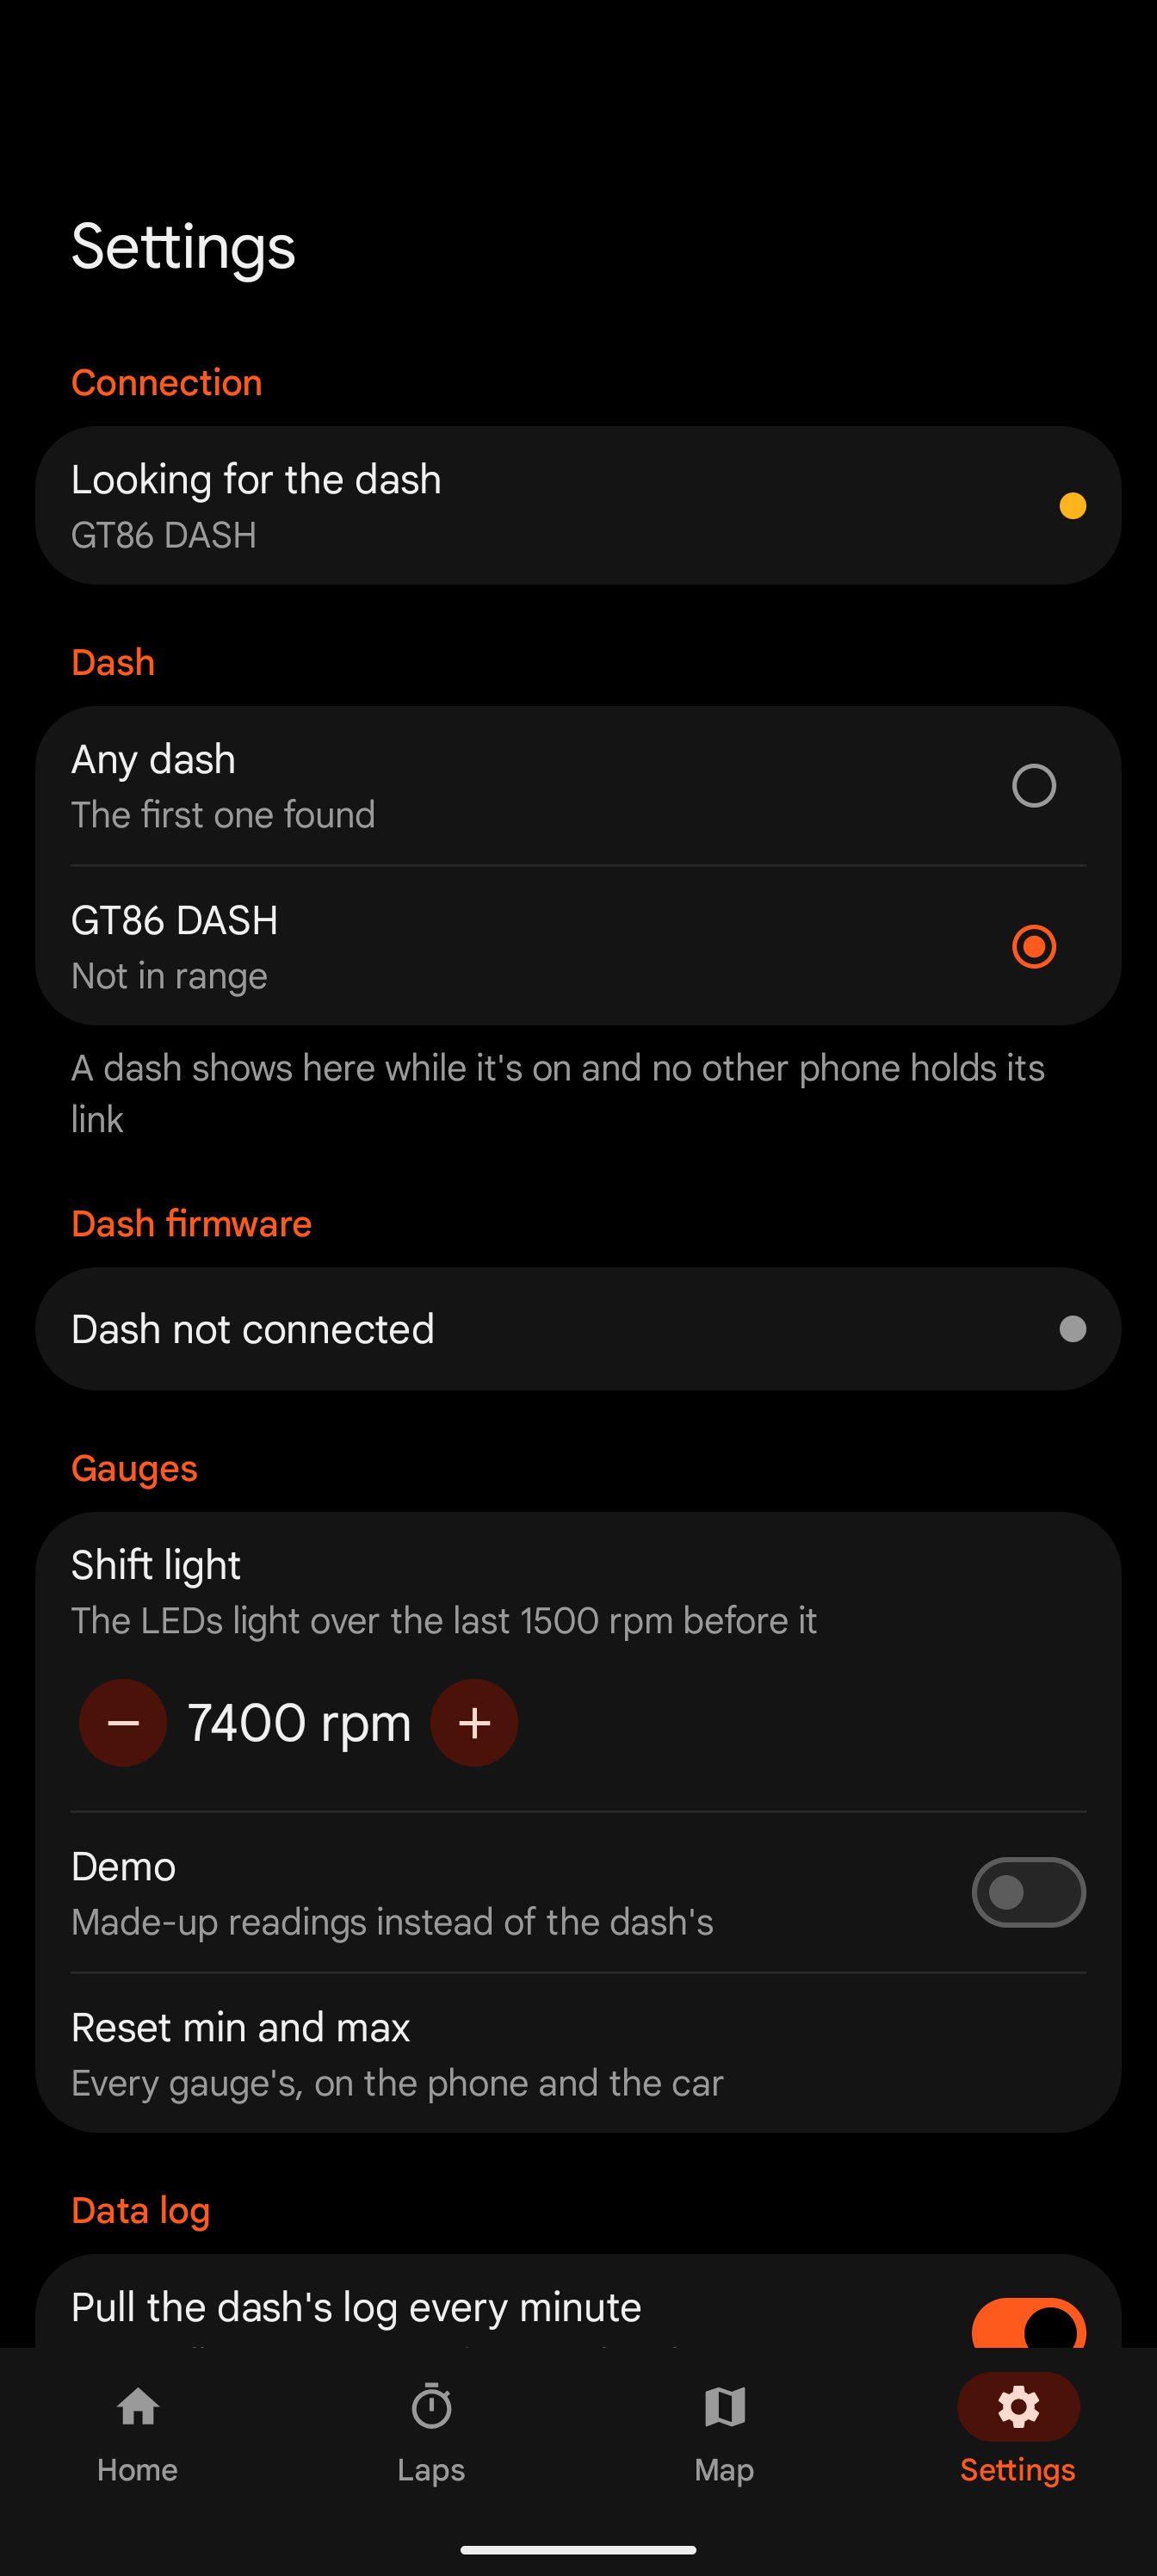 Settings
Connection
Looking for the dash
GT86 DASH
Dash
Any dash
The first one found
GT86 DASH
Not in range
A dash shows here while it's on and no other phone holds its
link
Dash firmware
Dash not connected
Gauges
Shift light
The LEDs light over the last 1500 rpm before it
7400 rpm
Demo
Made-up readings instead of the dash's
Reset min and max
Every gauge's, on the phone and the car
Data log
Pull the dash's log every minute
Home
Laps
Map
Settings